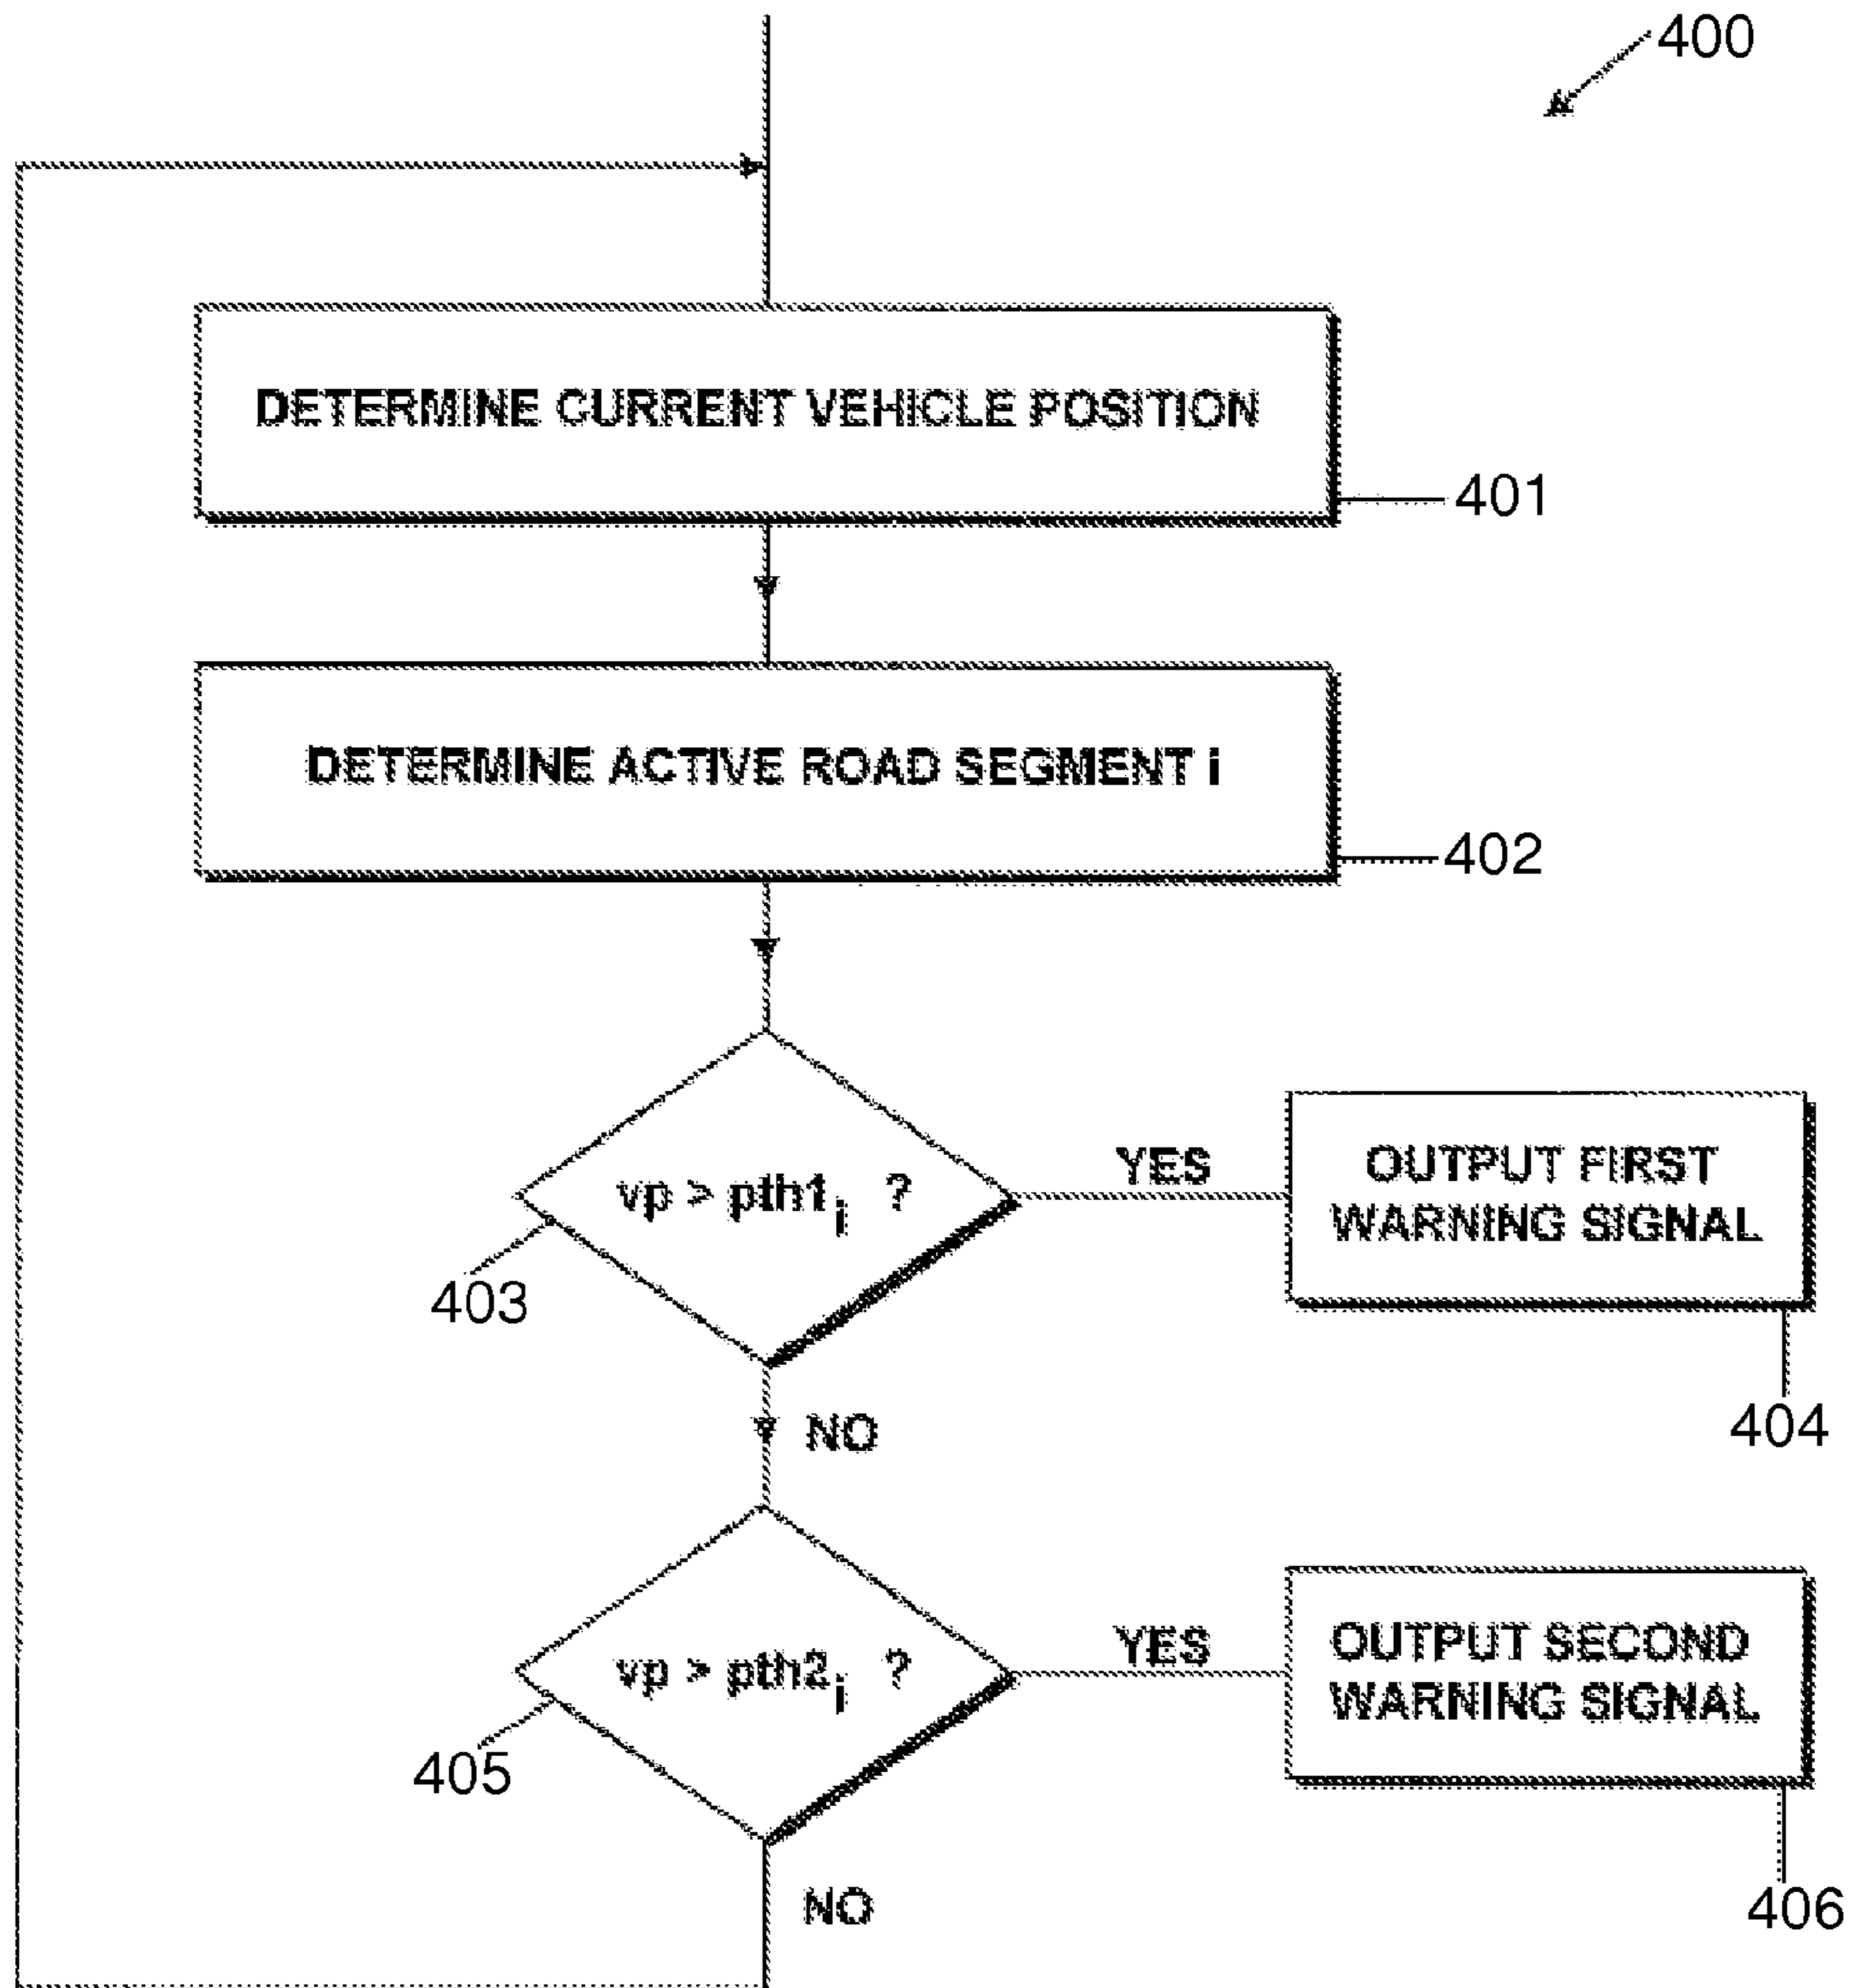 400
DETERMINE CURRENT VEHICLE POSITION
401
DETERMINE ACTIVE ROAD SEGMENT i
402
vp > pth1i ?
YES
OUTPUT FIRST
WARNING SIGNAL
403
404
NO
vp > pth2i ?
YES
OUTPUT SECOND
WARNING SIGNAL
405
406
NO